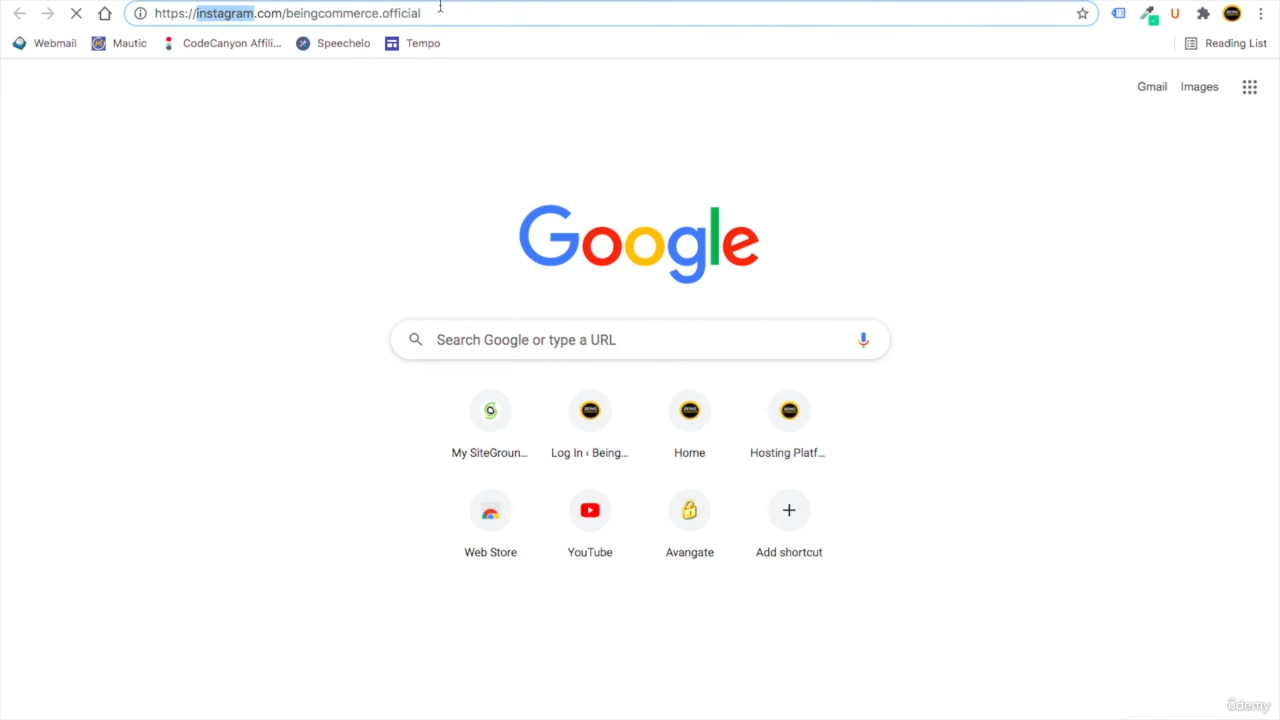 https://instagram.com/beingcommerce.official
Webmail Mautic CodeCanyon Affili... Speechelo Tempo Reading List
Gmail Images
Google
Search Google or type a URL
My SiteGroun... Log In ‹ Being... Home Hosting Platf...
Web Store YouTube Avangate Add shortcut
ûdemy